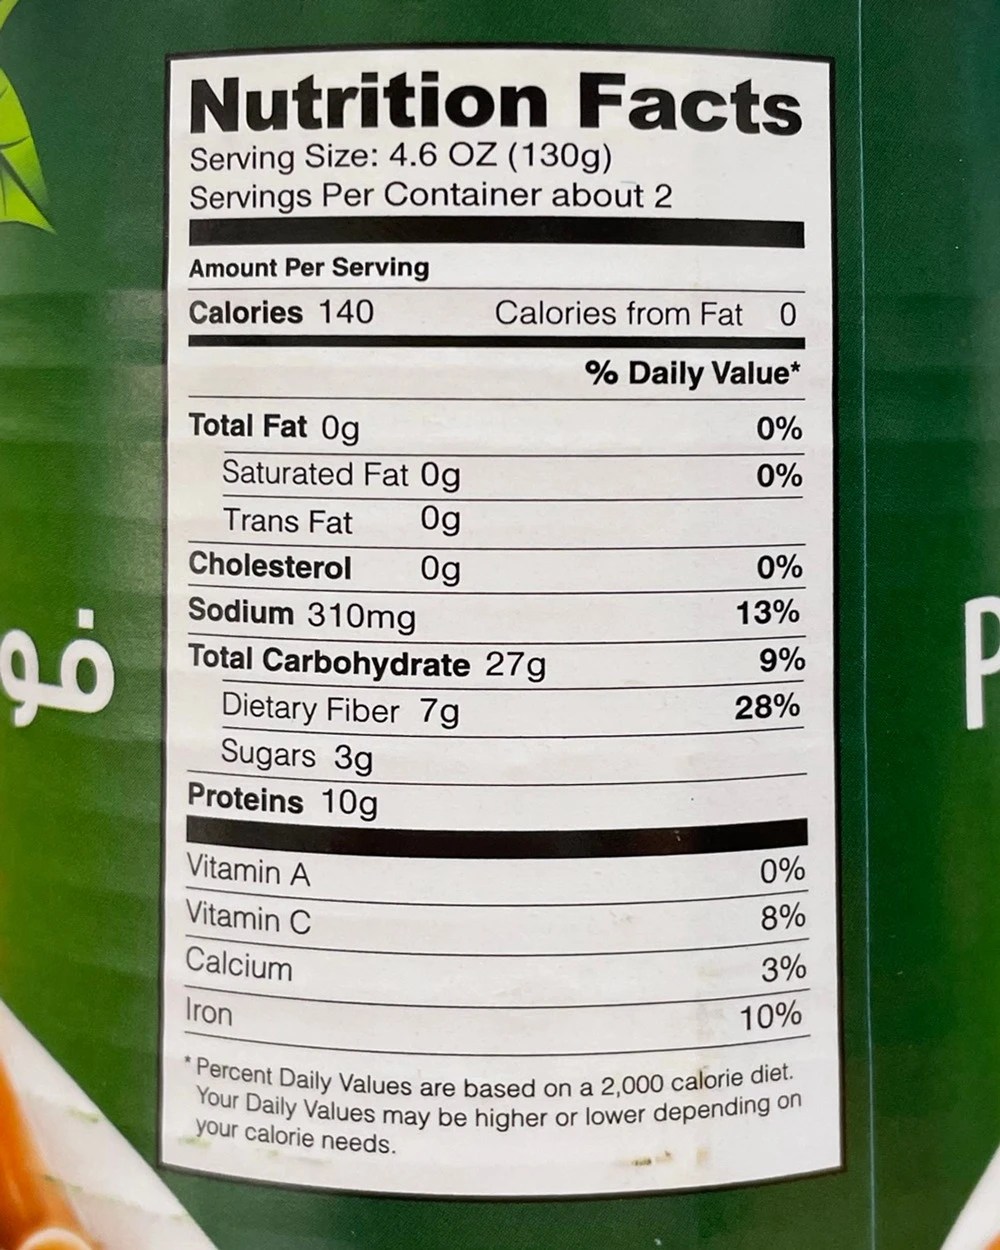 Nutrition Facts
Serving Size: 4.6 OZ (130g)
Servings Per Container about 2
Amount Per Serving
Calories 140 Calories from Fat 0
% Daily Value*
Total Fat 0g 0%
Saturated Fat 0g 0%
Trans Fat 0g
Cholesterol 0g 0%
Sodium 310mg 13%
Total Carbohydrate 27g 9%
Dietary Fiber 7g 28%
Sugars 3g
Proteins 10g
Vitamin A 0%
Vitamin C 8%
Calcium 3%
Iron 10%
* Percent Daily Values are based on a 2,000 calorie diet.
Your Daily Values may be higher or lower depending on
your calorie needs.
فو